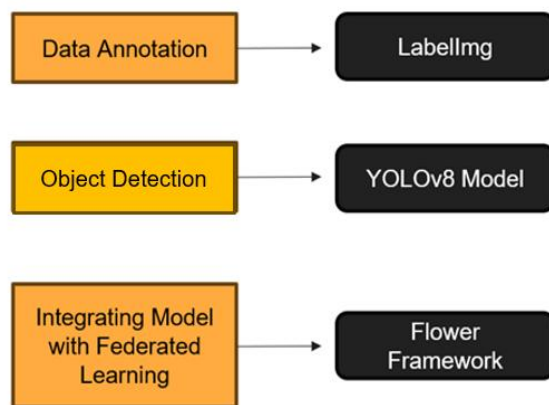 Data Annotation
LabelImg
Object Detection
YOLOv8 Model
Integrating Model
with Federated
Learning
Flower
Framework